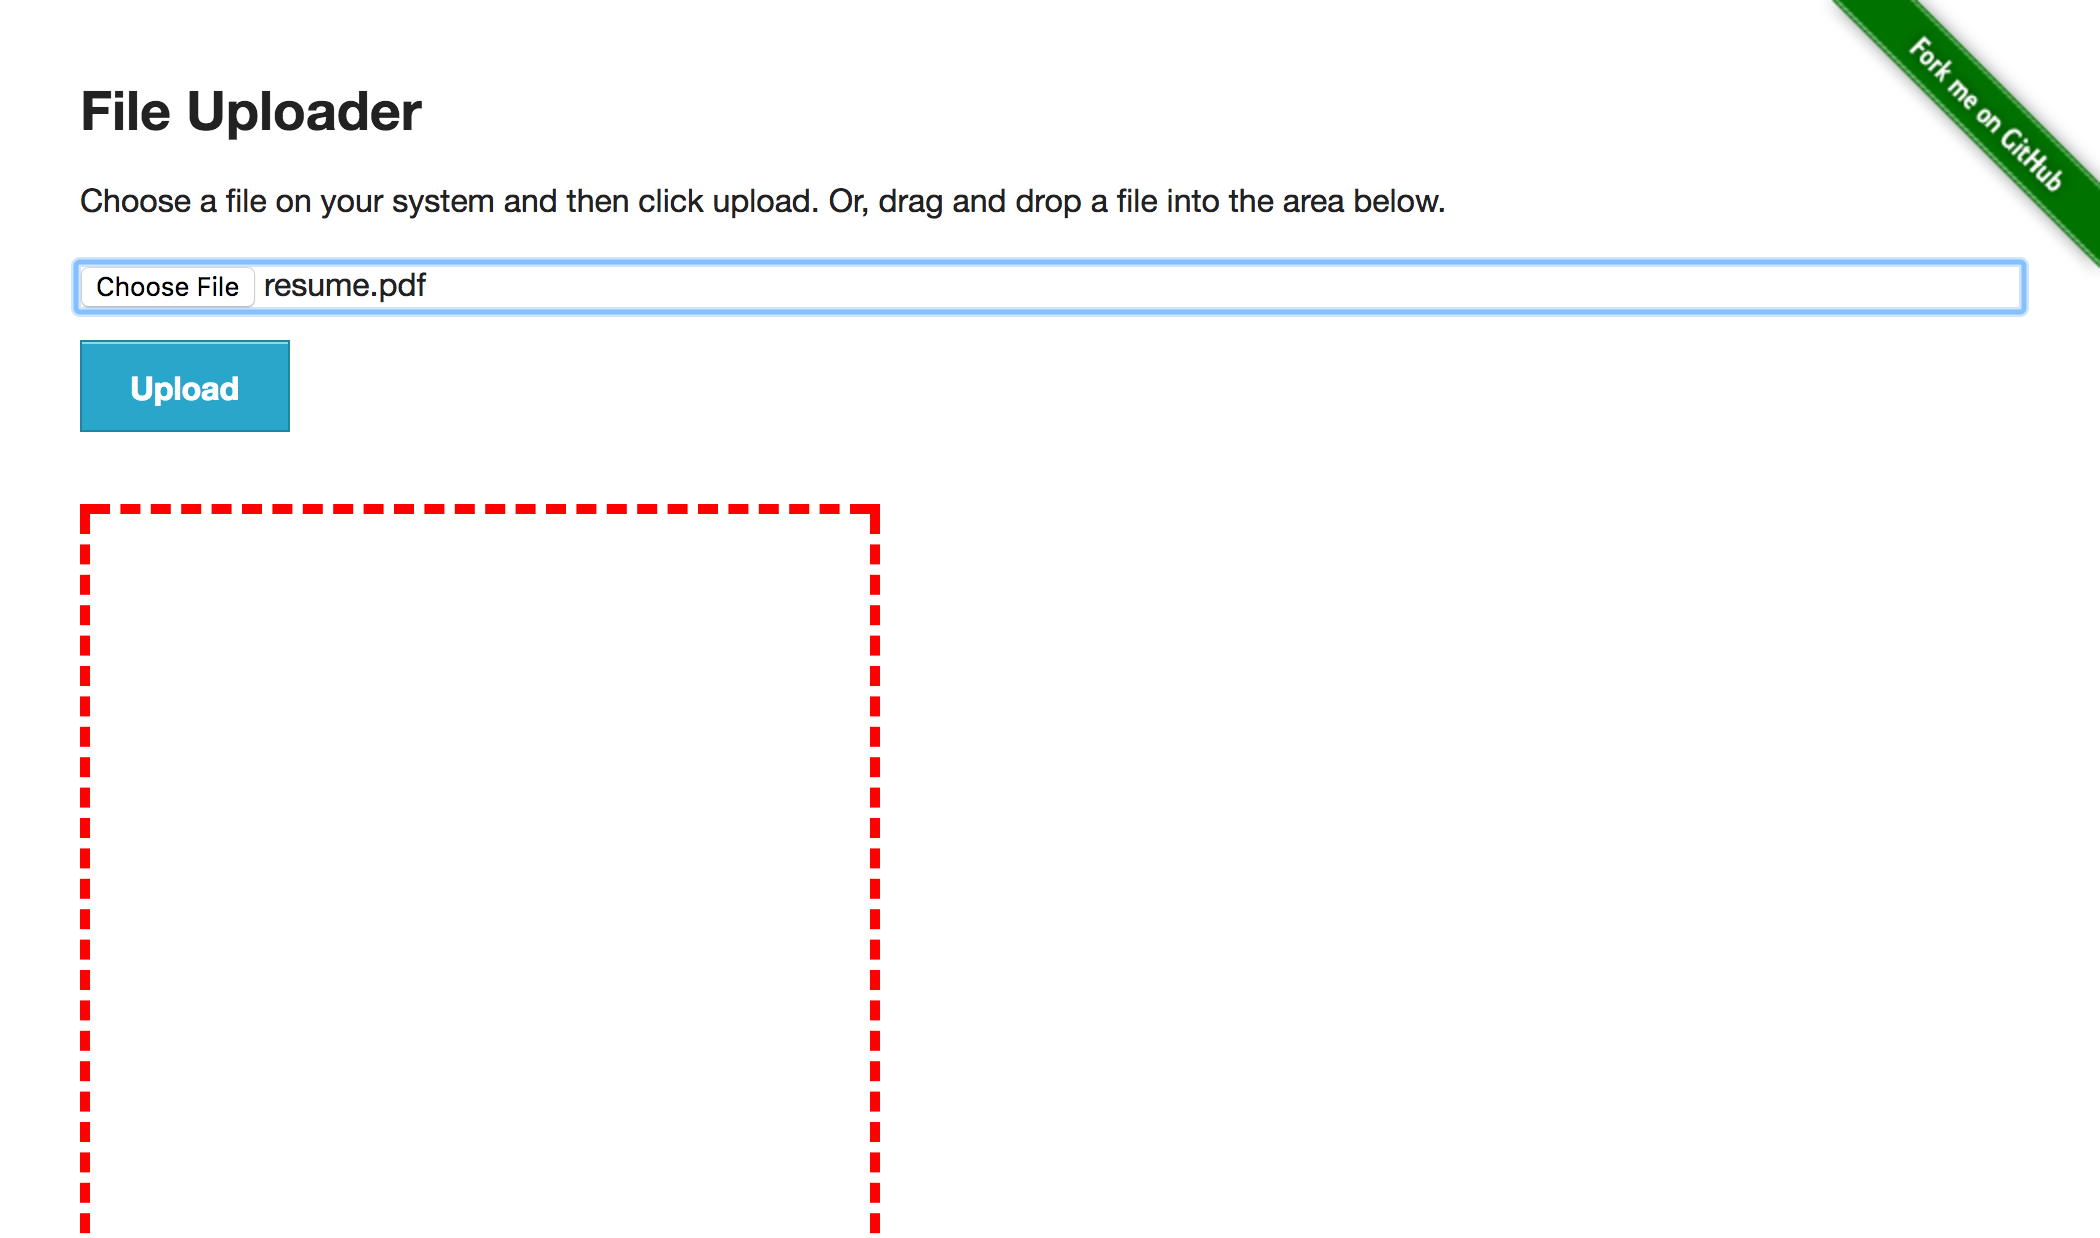 File Uploader
Fork me on GitHub
Choose a file on your system and then click upload. Or, drag and drop a file into the area below.
Choose File resume.pdf
Upload